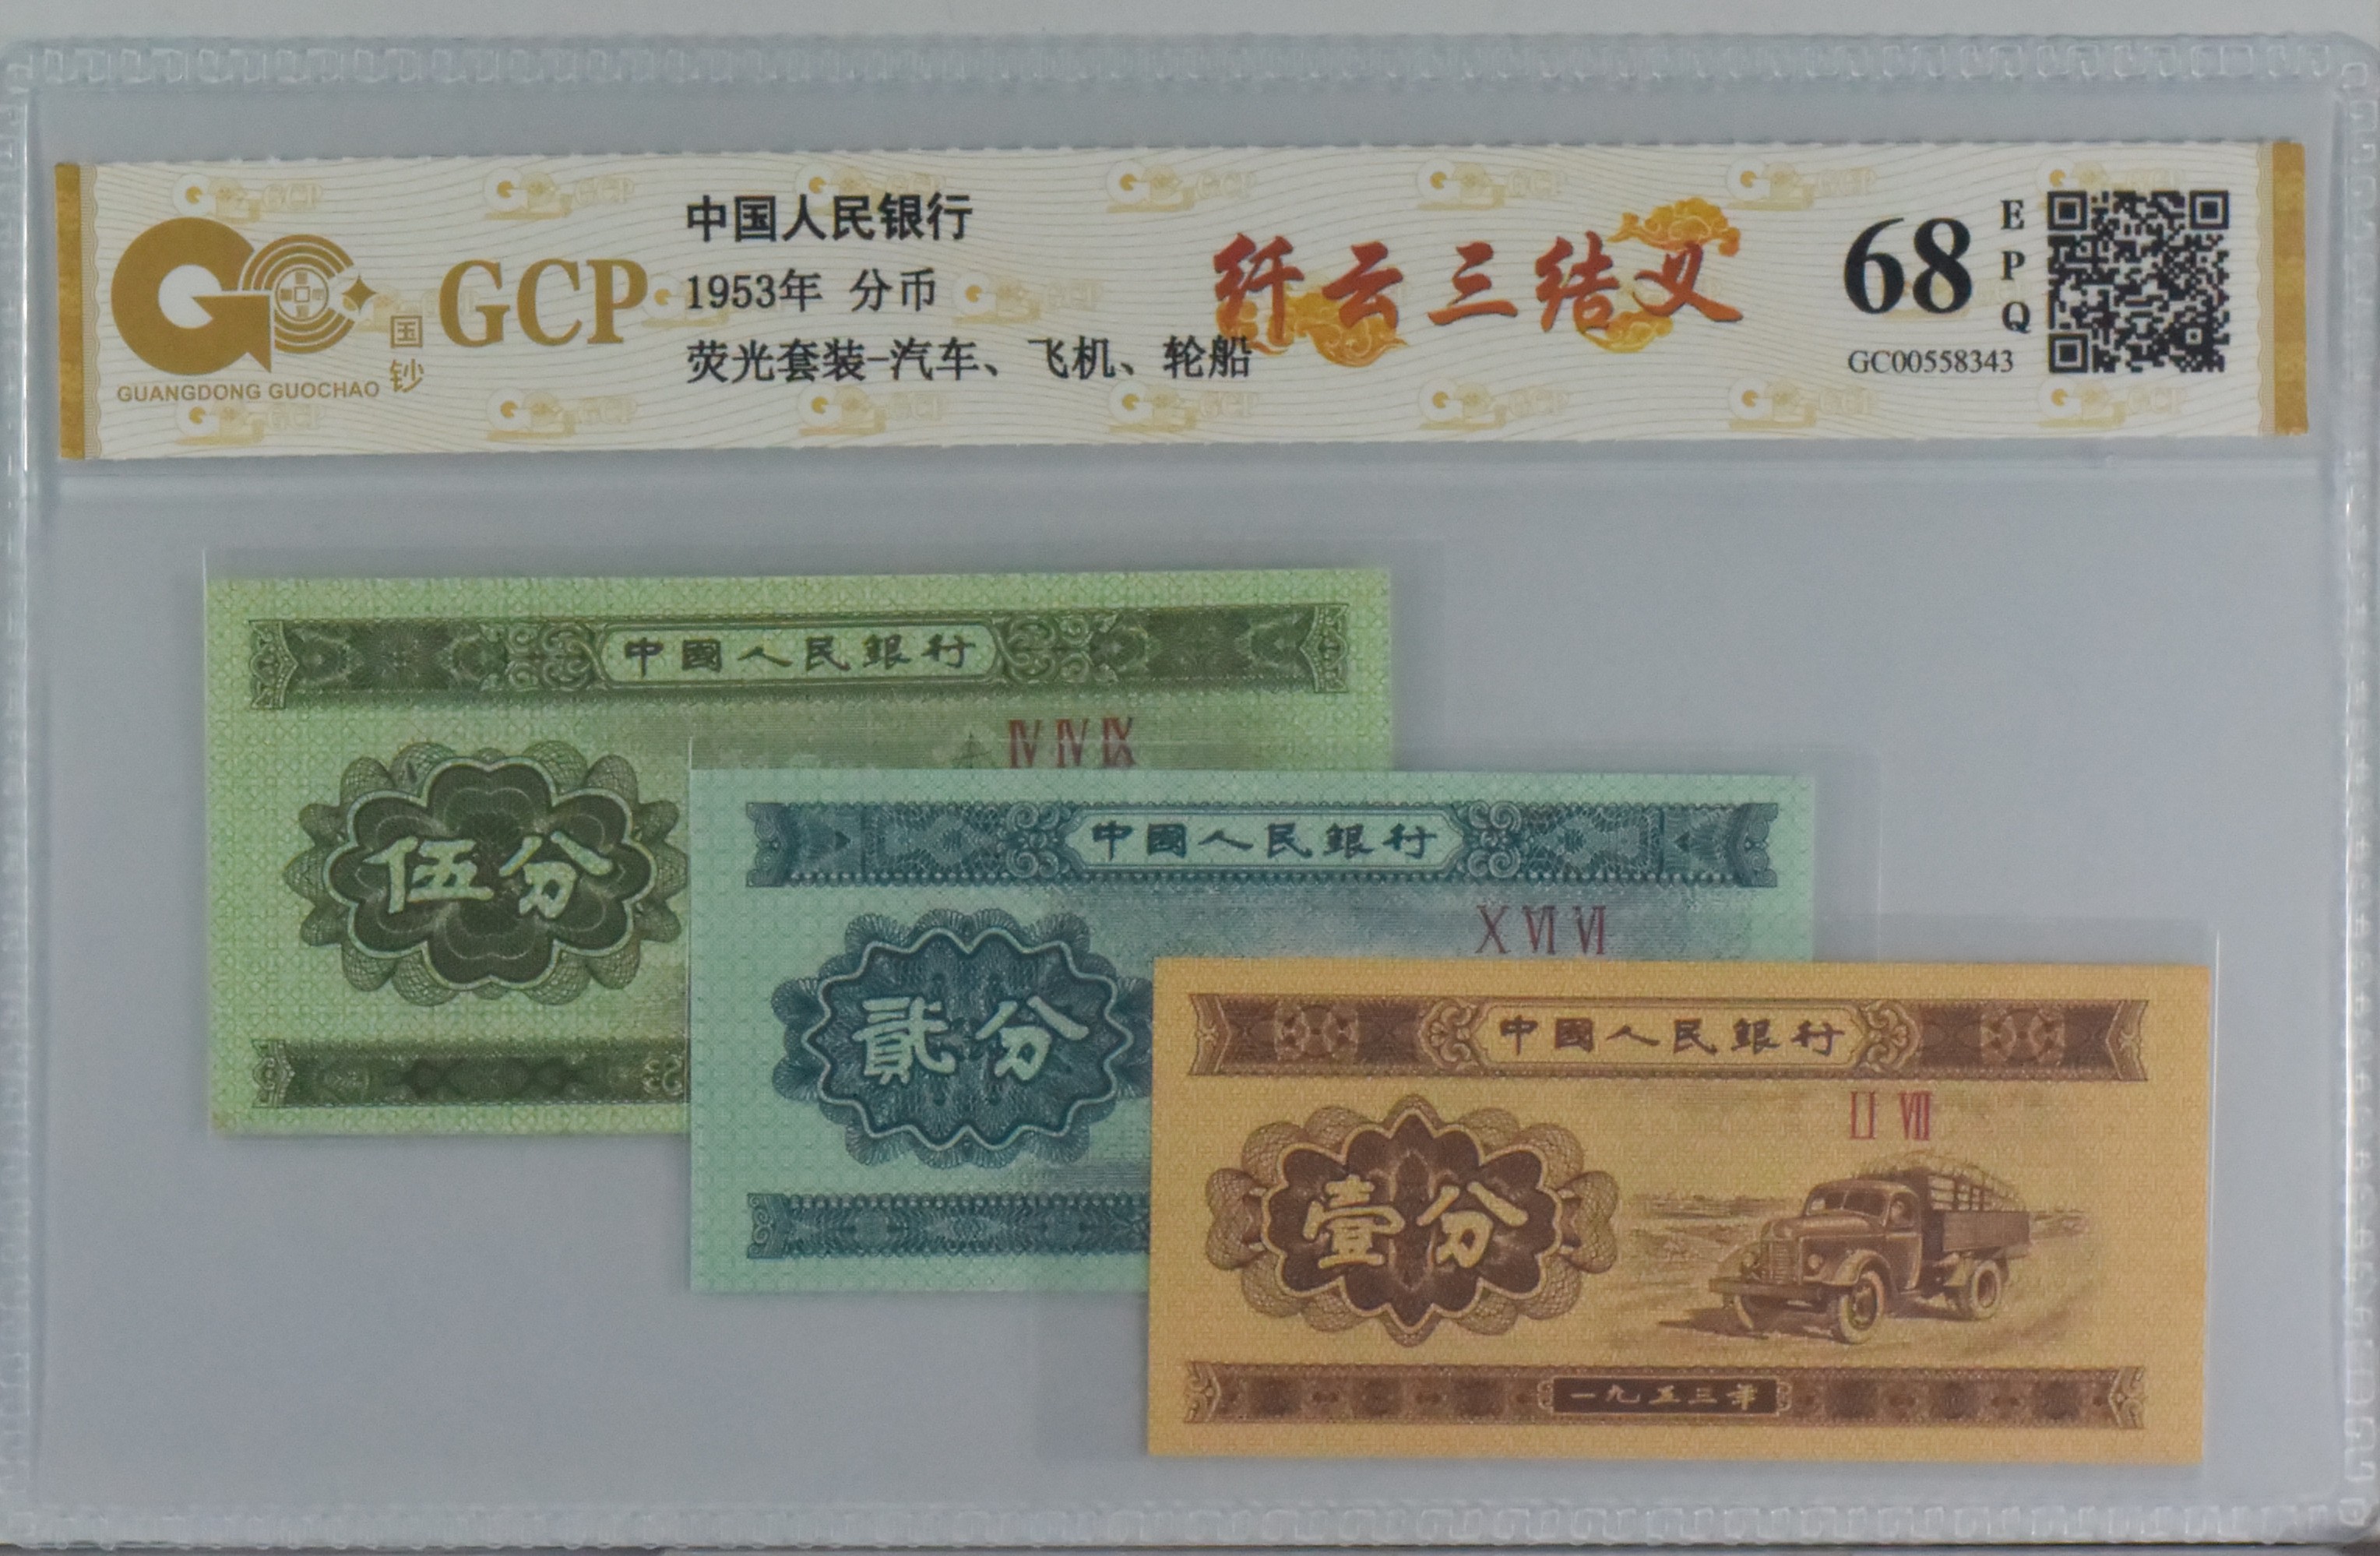 中国人民银行
1953年 分币
荧光套装-汽车、飞机、轮船
GCP
国钞
GUANGDONG GUOCHAO
纤云三结义
68
EPQ
GC00558343
中國人民銀行
IV IV IX
伍分
中國人民銀行
X VI VI
貳分
中國人民銀行
VII
壹分
一九五三年